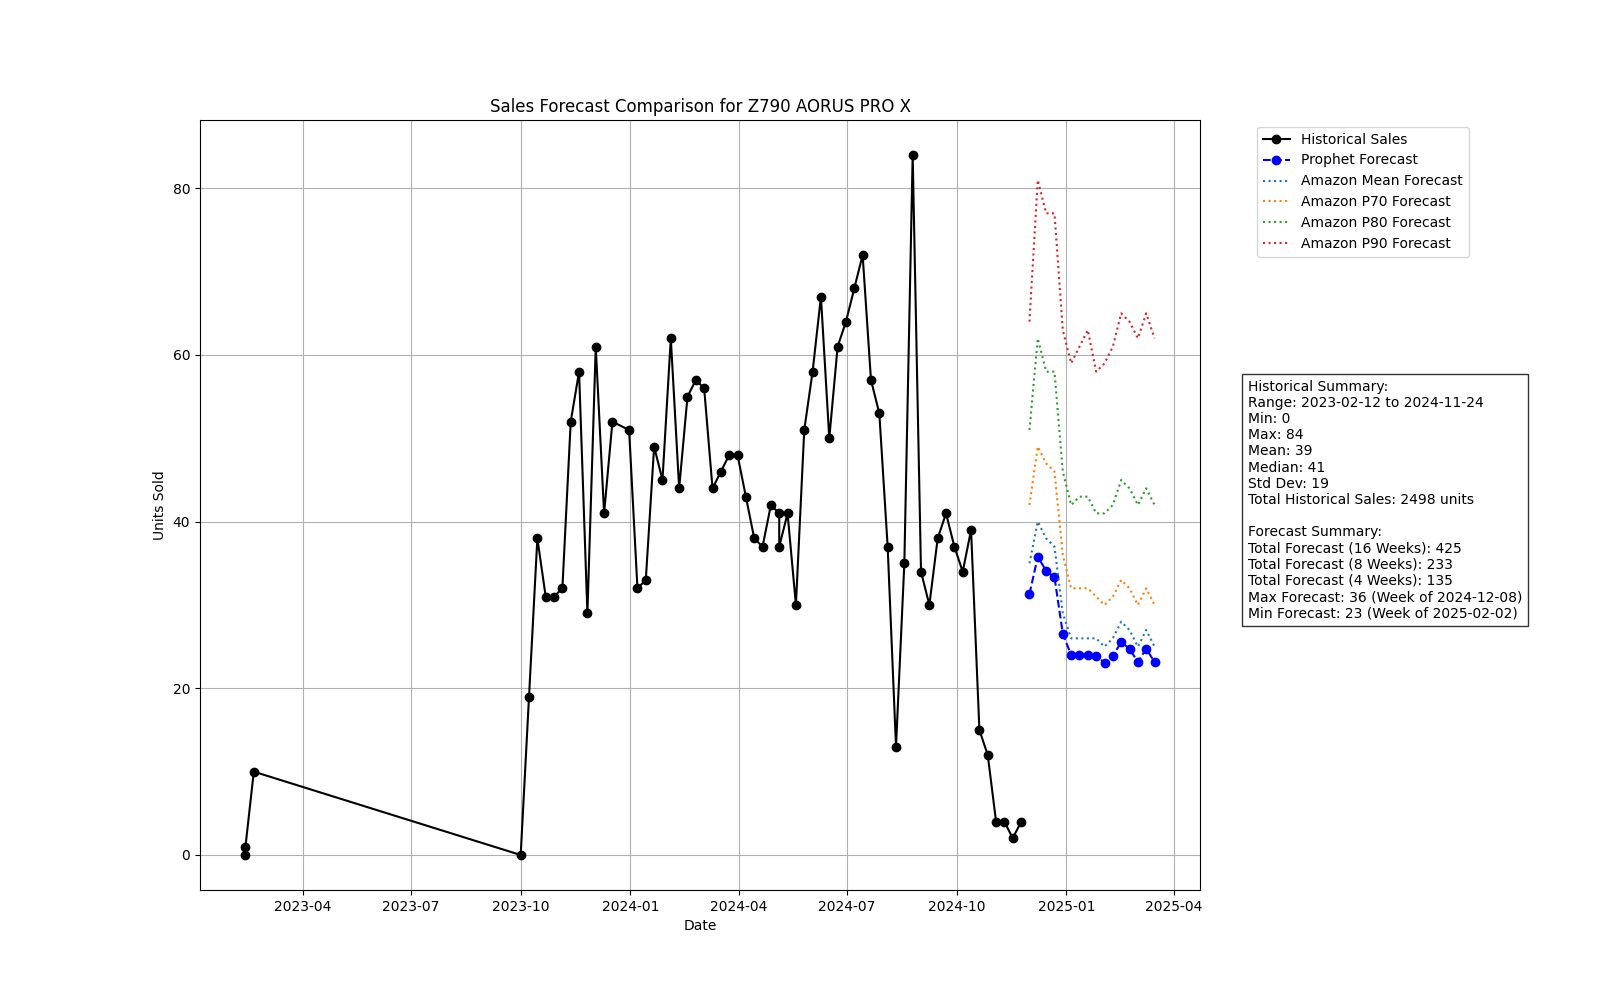 Sales Forecast Comparison for Z790 AORUS PRO X
Historical Sales
Prophet Forecast
Amazon Mean Forecast
Amazon P70 Forecast
Amazon P80 Forecast
Amazon P90 Forecast
80
60
40
20
0
Units Sold
Historical Summary:
Range: 2023-02-12 to 2024-11-24
Min: 0
Max: 84
Mean: 39
Median: 41
Std Dev: 19
Total Historical Sales: 2498 units
Forecast Summary:
Total Forecast (16 Weeks): 425
Total Forecast (8 Weeks): 233
Total Forecast (4 Weeks): 135
Max Forecast: 36 (Week of 2024-12-08)
Min Forecast: 23 (Week of 2025-02-02)
2023-04 2023-07 2023-10 2024-01 2024-04 2024-07 2024-10 2025-01 2025-04
Date